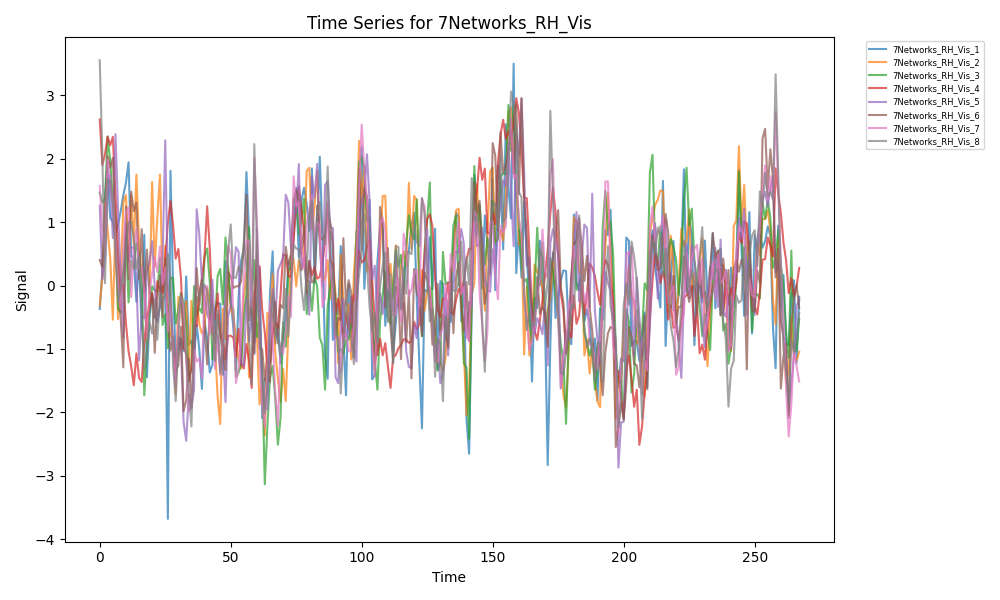 Time Series for 7Networks_RH_Vis
Signal
3
2
1
0
−1
−2
−3
−4
0 50 100 150 200 250
Time
7Networks_RH_Vis_1
7Networks_RH_Vis_2
7Networks_RH_Vis_3
7Networks_RH_Vis_4
7Networks_RH_Vis_5
7Networks_RH_Vis_6
7Networks_RH_Vis_7
7Networks_RH_Vis_8